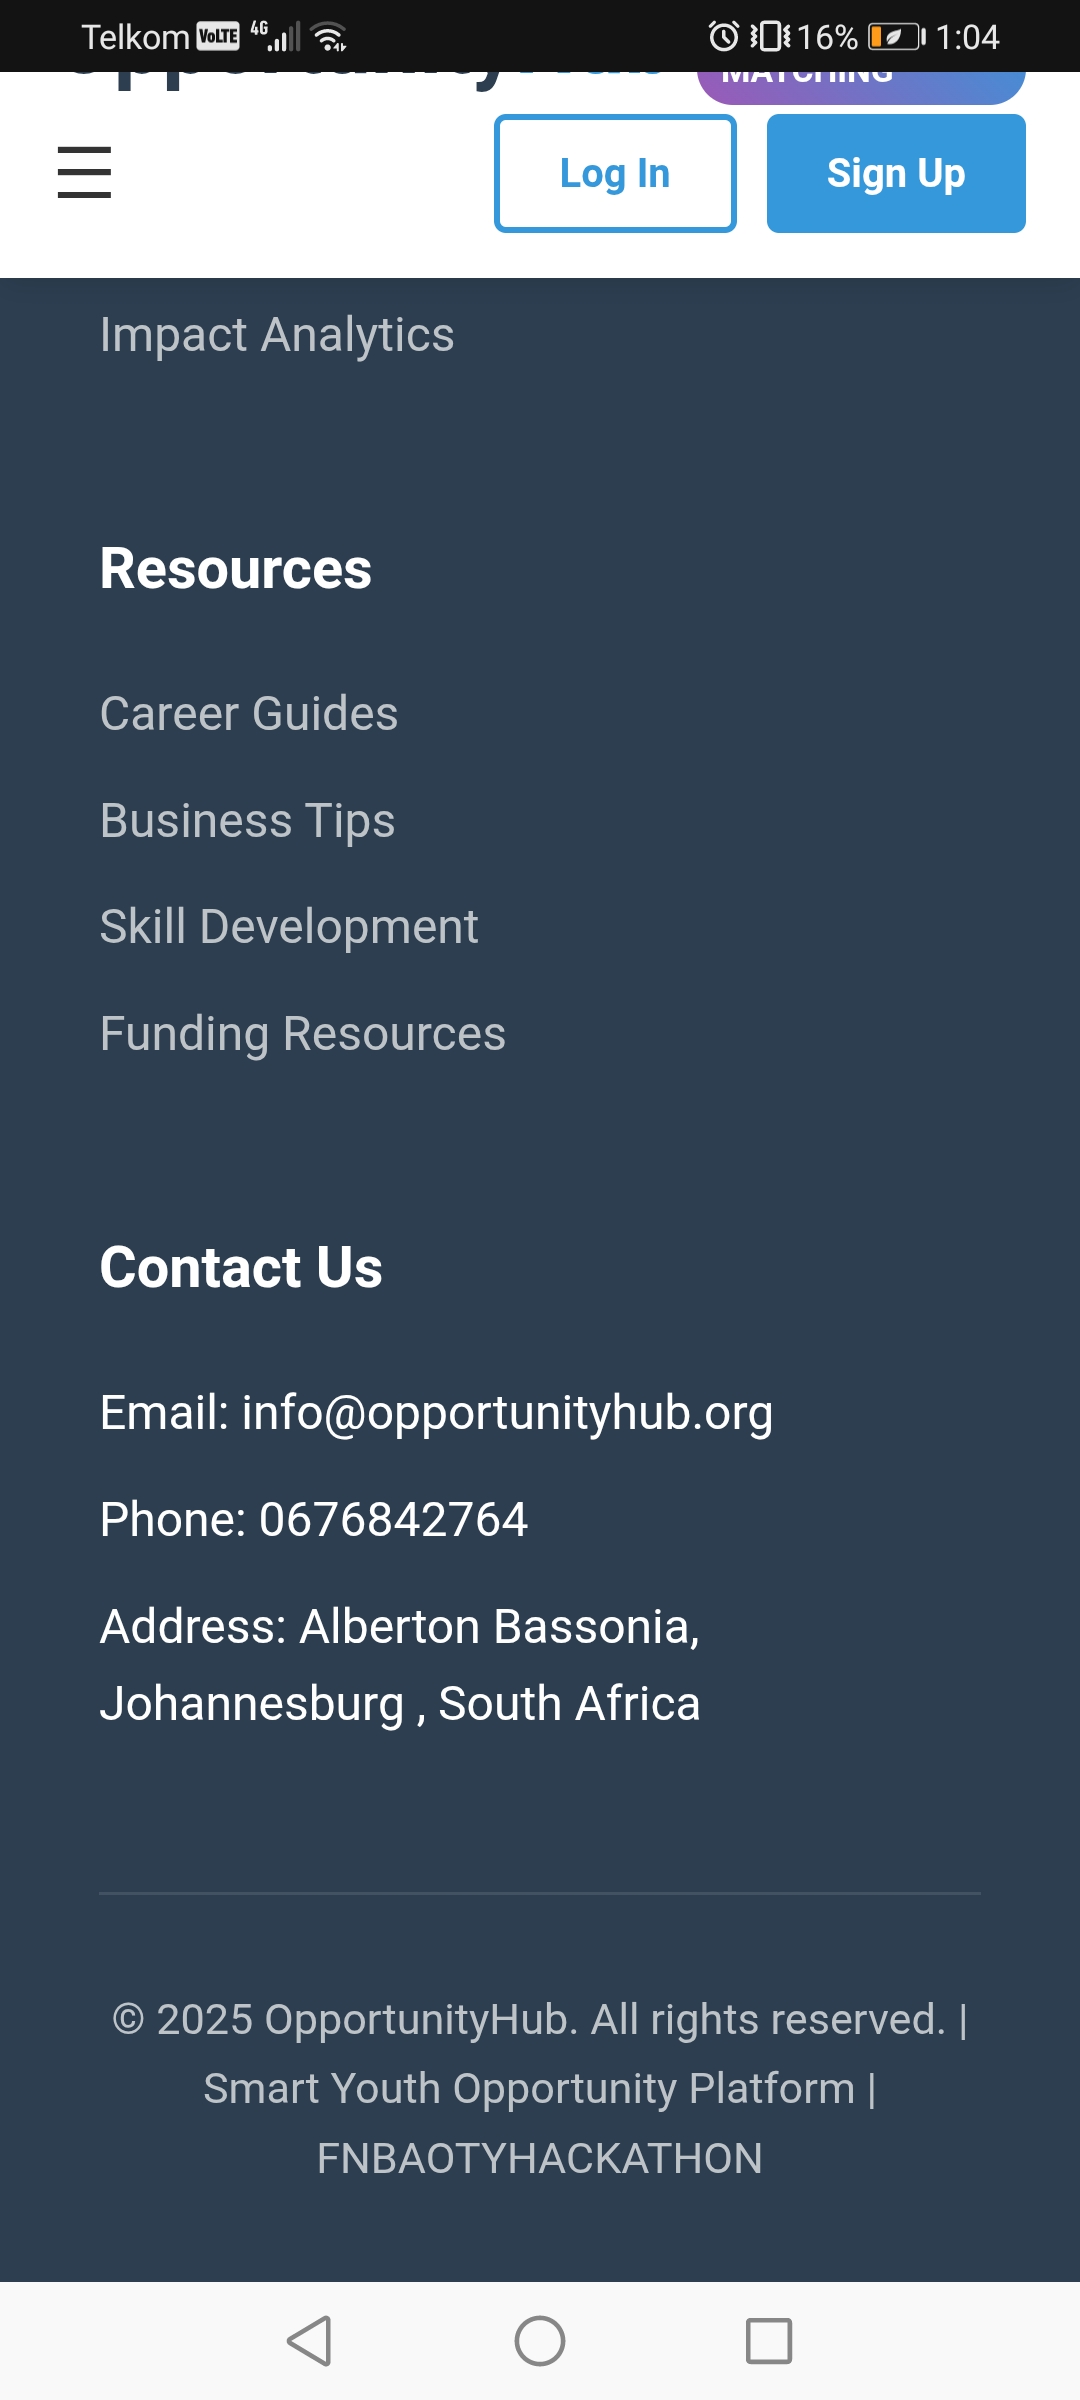 Telkom VoLTE 4G 16% 1:04
OpportunityHub MATCHING
Log In Sign Up
Impact Analytics
Resources
Career Guides
Business Tips
Skill Development
Funding Resources
Contact Us
Email: info@opportunityhub.org
Phone: 0676842764
Address: Alberton Bassonia,
Johannesburg , South Africa
© 2025 OpportunityHub. All rights reserved. |
Smart Youth Opportunity Platform |
FNBAOTYHACKATHON